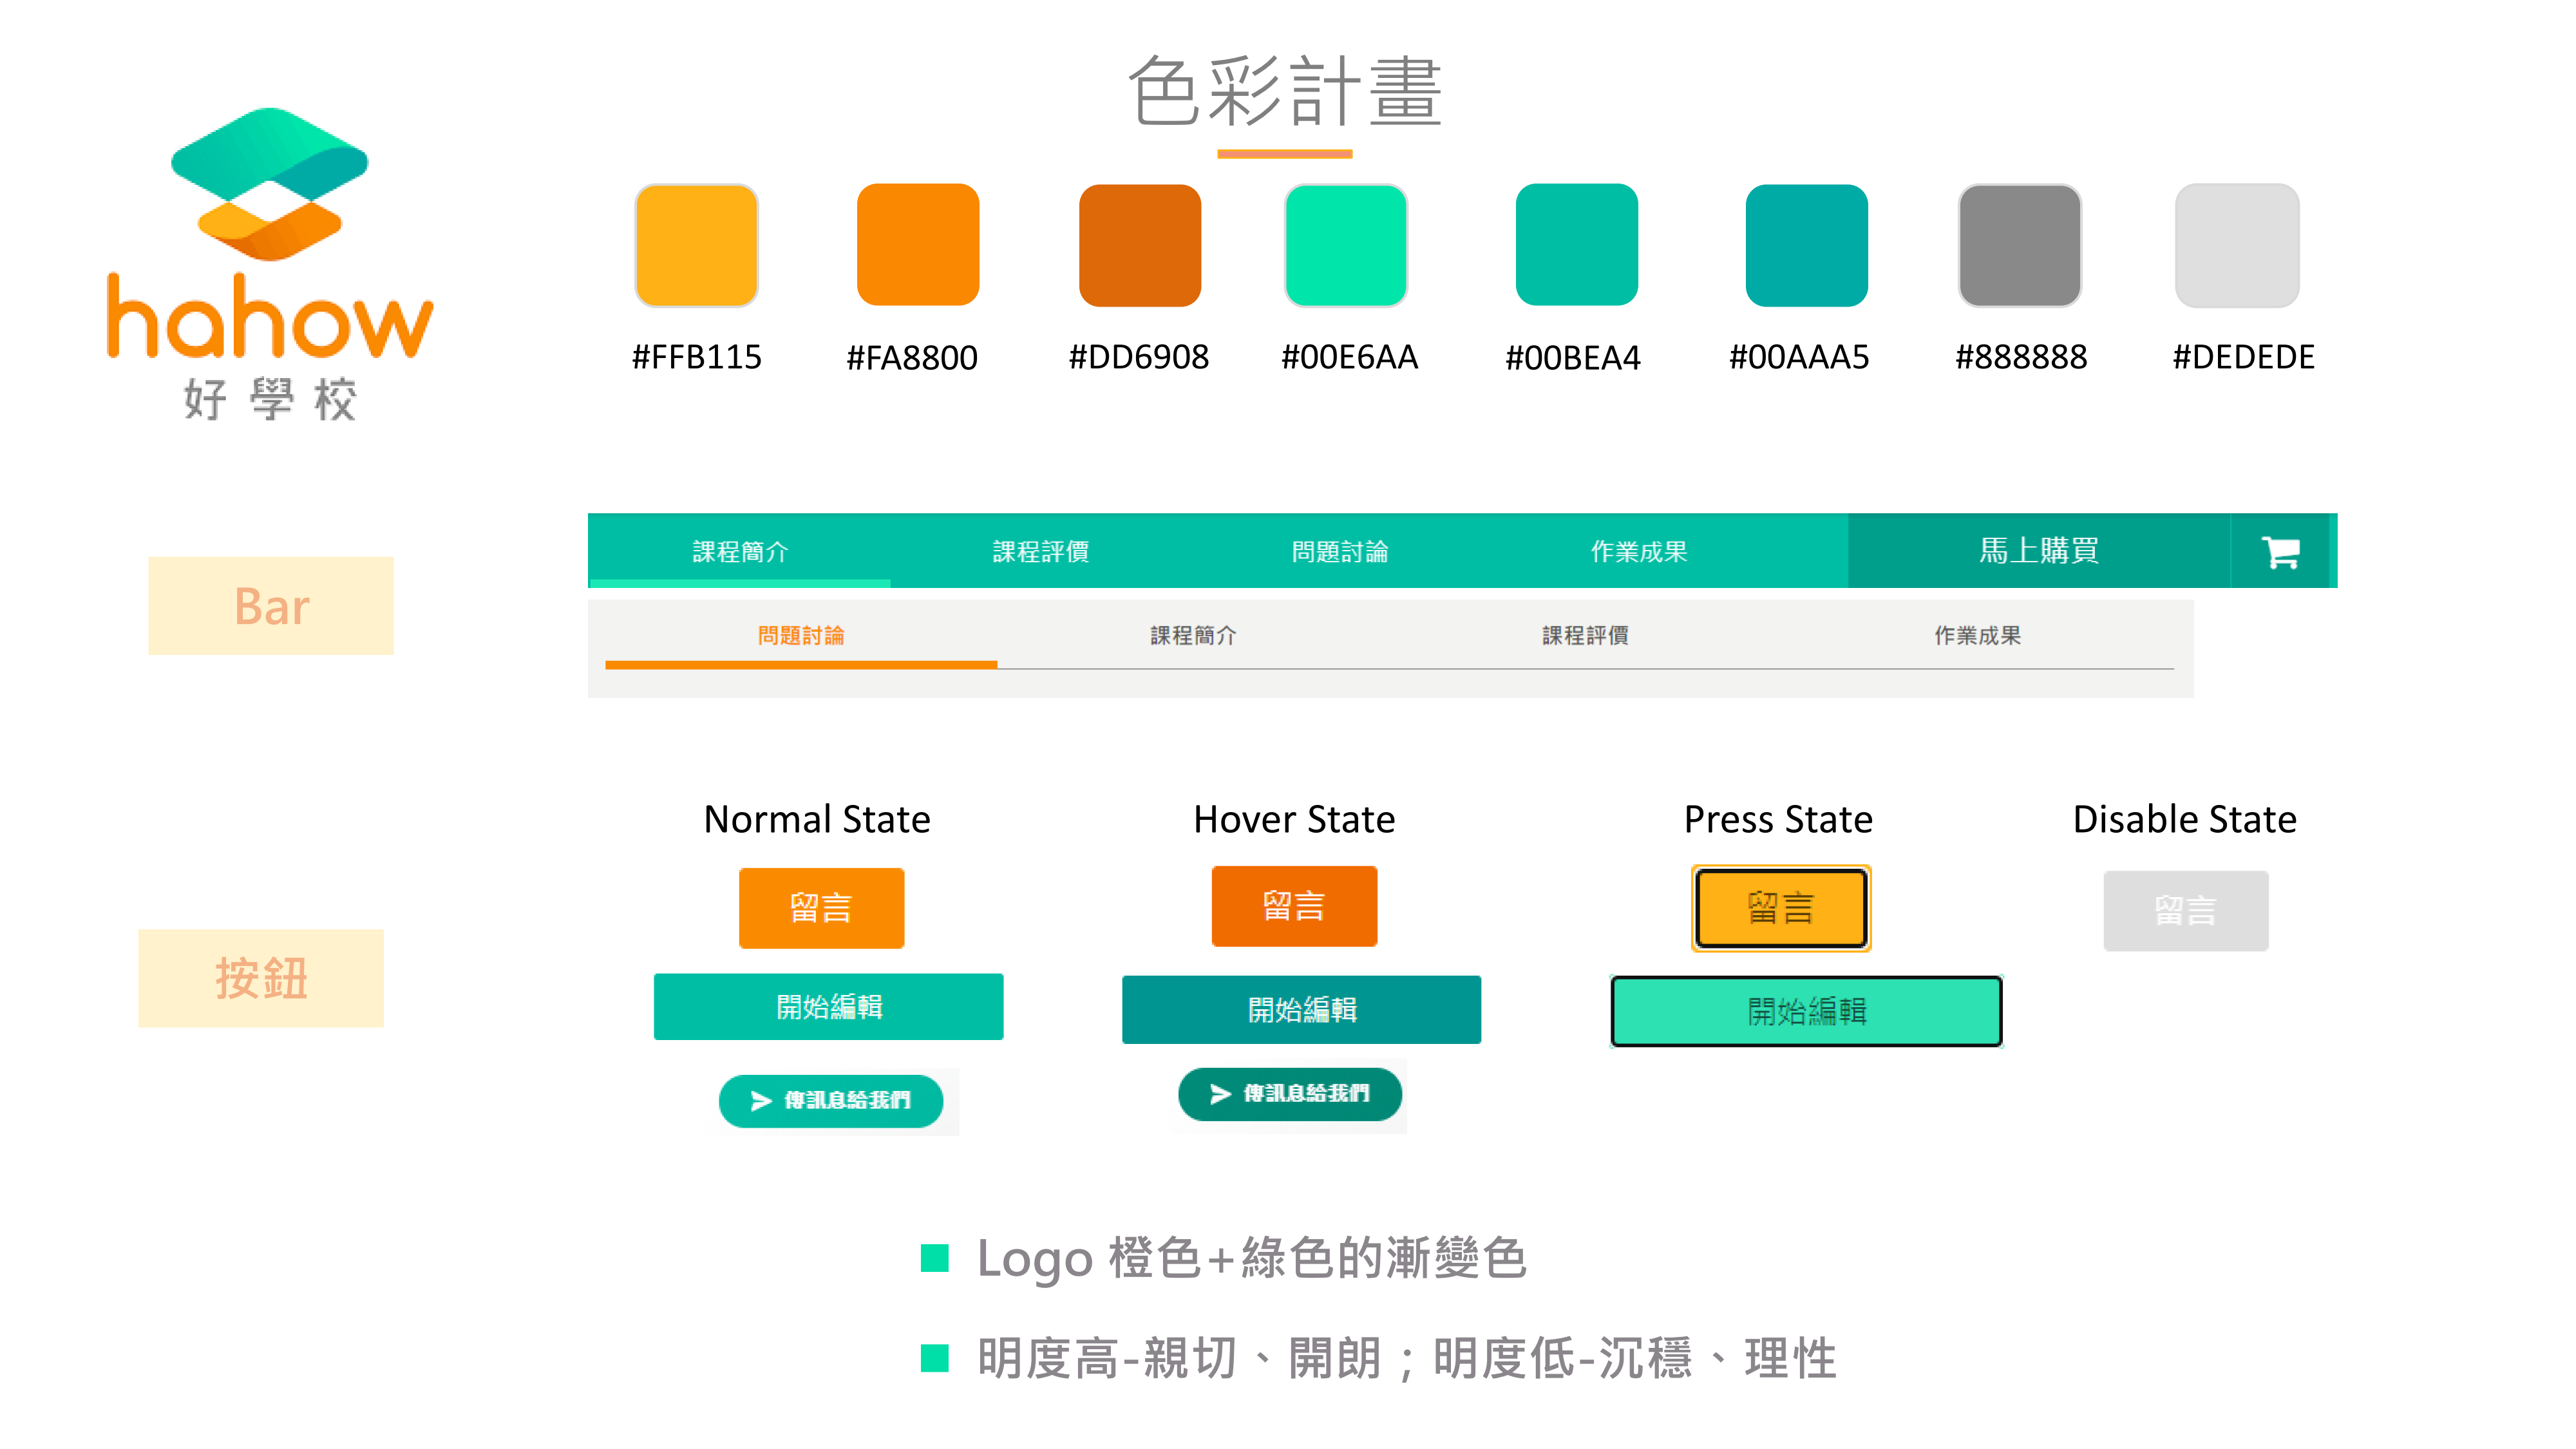 色彩計畫
hahow
好學校
#FFB115
#FA8800
#DD6908
#00E6AA
#00BEA4
#00AAA5
#888888
#DEDEDE
Bar
課程簡介
課程評價
問題討論
作業成果
馬上購買
問題討論
課程簡介
課程評價
作業成果
按鈕
Normal State
Hover State
Press State
Disable State
留言
留言
留言
留言
開始編輯
開始編輯
開始編輯
傳訊息給我們
傳訊息給我們
Logo 橙色+綠色的漸變色
明度高-親切、開朗；明度低-沉穩、理性